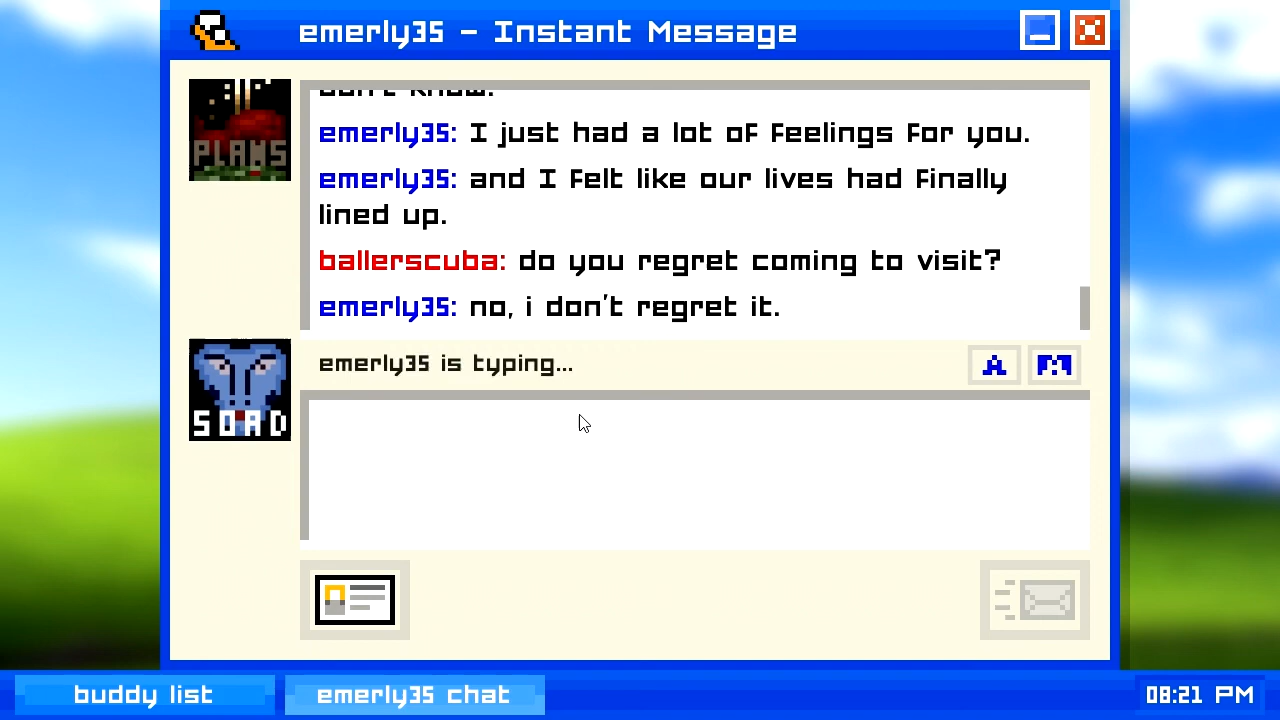 emerly35 - Instant Message
don't know.
emerly35: I just had a lot of feelings for you.
emerly35: and I felt like our lives had finally
lined up.
ballerscuba: do you regret coming to visit?
emerly35: no, i don't regret it.
PLANS
emerly35 is typing...
A
SOAD
buddy list
emerly35 chat
08:21 PM